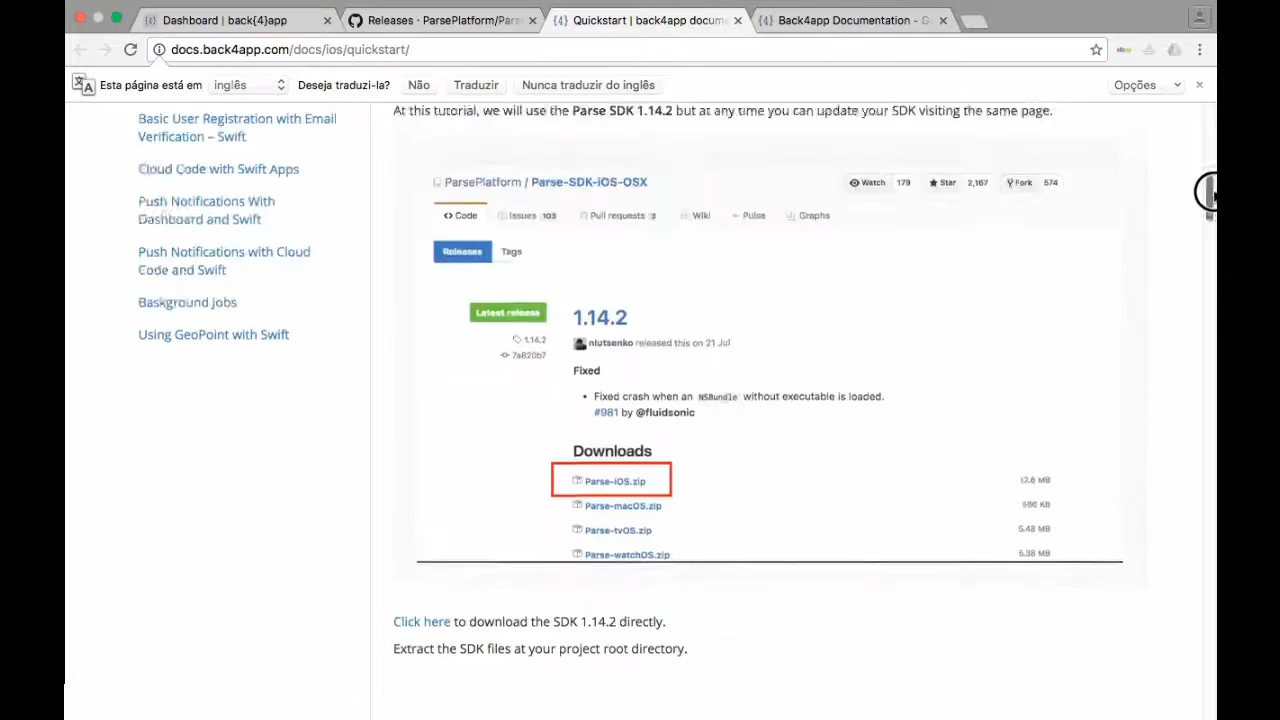 Dashboard | back{4}app
Releases · ParsePlatform/Parse
Quickstart | back4app docume
Back4app Documentation - G
docs.back4app.com/docs/ios/quickstart/
Esta página está em inglês Deseja traduzi-la? Não Traduzir Nunca traduzir do inglês Opções
Basic User Registration with Email
Verification – Swift
Cloud Code with Swift Apps
Push Notifications With
Dashboard and Swift
Push Notifications with Cloud
Code and Swift
Basground Jobs
Using GeoPoint with Swift
At this tutorial, we will use the Parse SDK 1.14.2 but at any time you can update your SDK visiting the same page.
ParsePlatform / Parse-SDK-iOS-OSX
Watch 179 Star 2,167 Fork 574
Code Issues 103 Pull requests 3 Wiki Pulse Graphs
Releases Tags
Latest release
1.14.2
7a820b7
1.14.2
nlutsenko released this on 21 Jul
Fixed
• Fixed crash when an NSBundle without executable is loaded.
#981 by @fluidsonic
Downloads
Parse-iOS.zip 17.6 MB
Parse-macOS.zip 566 KB
Parse-tvOS.zip 5.48 MB
Parse-watchOS.zip 5.38 MB
Click here to download the SDK 1.14.2 directly.
Extract the SDK files at your project root directory.